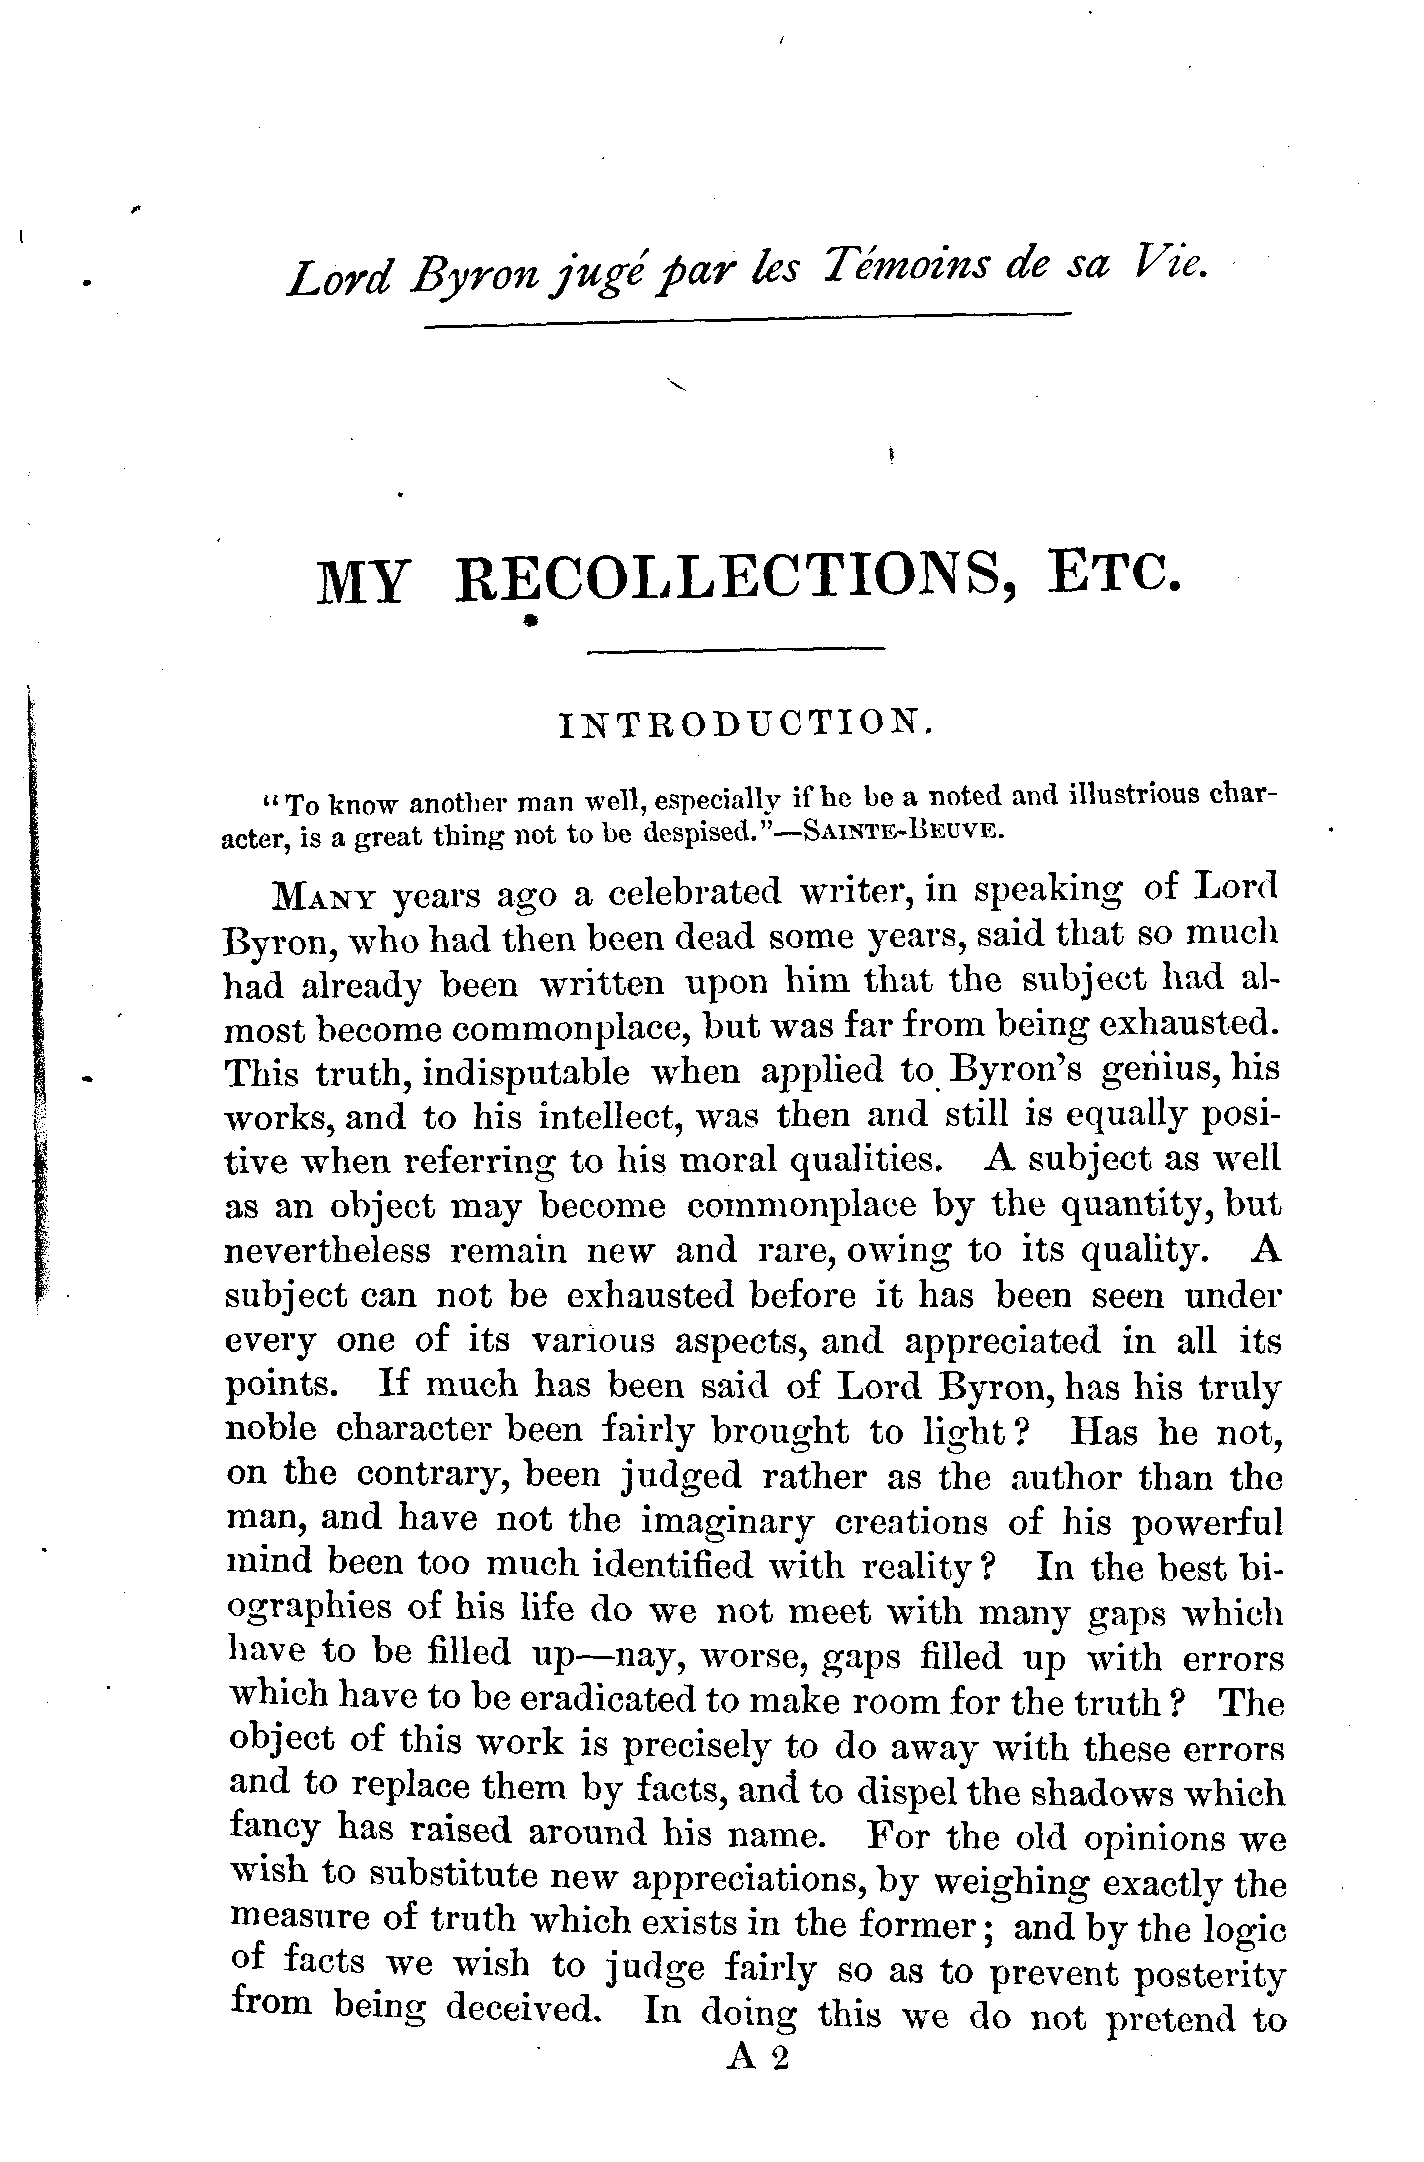 Lord Byron jugé par les Témoins de sa Vie.
MY RECOLLECTIONS, ETC.
INTRODUCTION.
"To know another man well, especially if he be a noted and illustrious char-
acter, is a great thing not to be despised."—SAINTE-BEUVE.
MANY years ago a celebrated writer, in speaking of Lord
Byron, who had then been dead some years, said that so much
had already been written upon him that the subject had al-
most become commonplace, but was far from being exhausted.
This truth, indisputable when applied to Byron's genius, his
works, and to his intellect, was then and still is equally posi-
tive when referring to his moral qualities. A subject as well
as an object may become commonplace by the quantity, but
nevertheless remain new and rare, owing to its quality. A
subject can not be exhausted before it has been seen under
every one of its various aspects, and appreciated in all its
points. If much has been said of Lord Byron, has his truly
noble character been fairly brought to light? Has he not,
on the contrary, been judged rather as the author than the
man, and have not the imaginary creations of his powerful
mind been too much identified with reality? In the best bi-
ographies of his life do we not meet with many gaps which
have to be filled up—nay, worse, gaps filled up with errors
which have to be eradicated to make room for the truth? The
object of this work is precisely to do away with these errors
and to replace them by facts, and to dispel the shadows which
fancy has raised around his name. For the old opinions we
wish to substitute new appreciations, by weighing exactly the
measure of truth which exists in the former; and by the logic
of facts we wish to judge fairly so as to prevent posterity
from being deceived. In doing this we do not pretend to
A 2